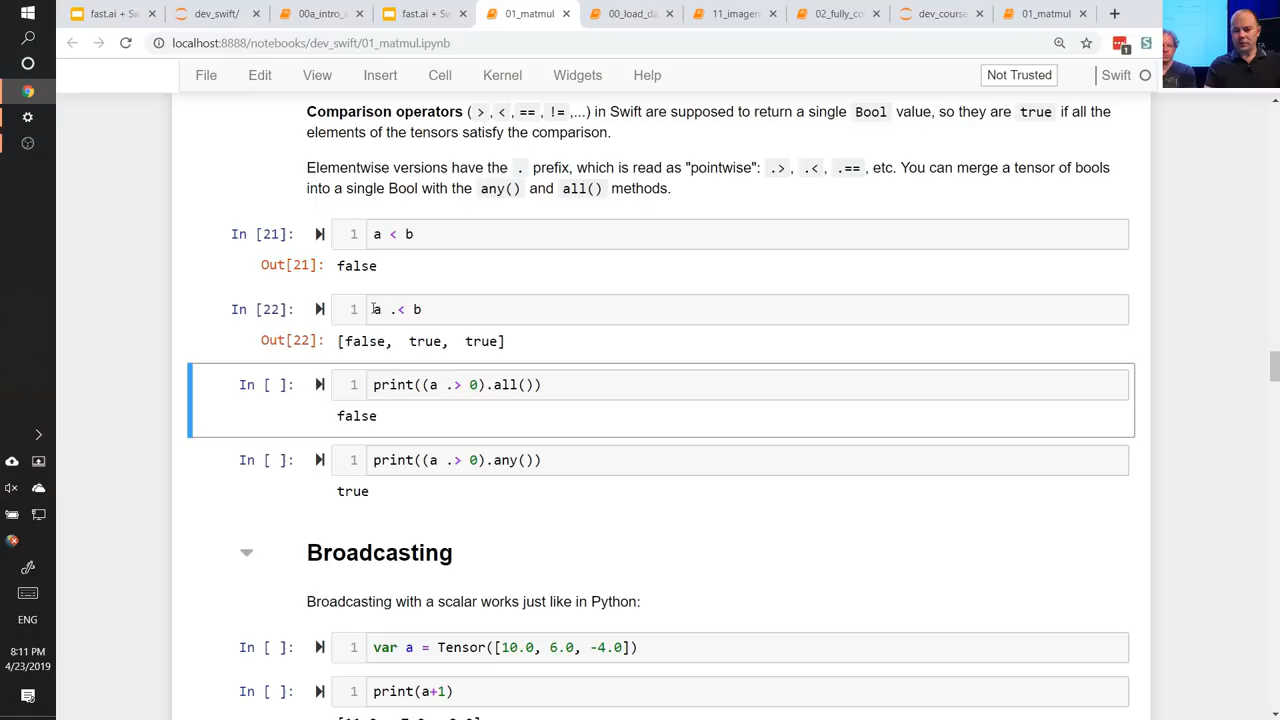 fast.ai + Swi
dev_swift/
00a_intro_a
fast.ai + Swi
01_matmul
00_load_da
11_imagen
02_fully_co
dev_course
01_matmul
localhost:8888/notebooks/dev_swift/01_matmul.ipynb
1
File Edit View Insert Cell Kernel Widgets Help Not Trusted Swift
Comparison operators ( > , < , == , != ,...) in Swift are supposed to return a single Bool value, so they are true if all the
elements of the tensors satisfy the comparison.
Elementwise versions have the . prefix, which is read as "pointwise": .> , .< , .== , etc. You can merge a tensor of bools
into a single Bool with the any() and all() methods.
In [21]: 1 a < b
Out[21]: false
In [22]: 1 a .< b
Out[22]: [false, true, true]
In [ ]: 1 print((a .> 0).all())
false
In [ ]: 1 print((a .> 0).any())
true
Broadcasting
Broadcasting with a scalar works just like in Python:
In [ ]: 1 var a = Tensor([10.0, 6.0, -4.0])
In [ ]: 1 print(a+1)
ENG
8:11 PM
4/23/2019